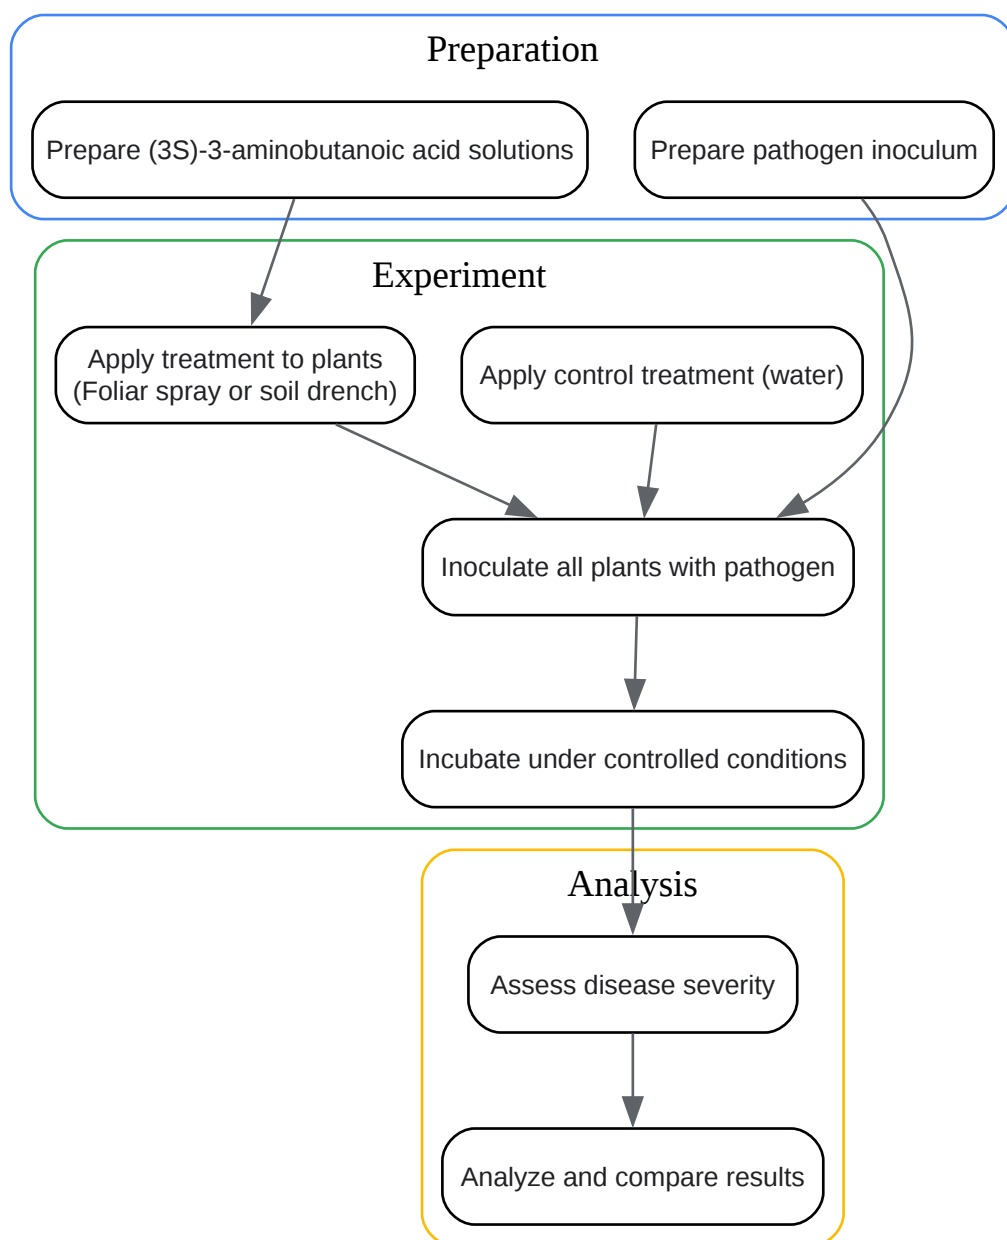 Preparation
Prepare (3S)-3-aminobutanoic acid solutions
Prepare pathogen inoculum
Experiment
Apply treatment to plants
(Foliar spray or soil drench)
Apply control treatment (water)
Inoculate all plants with pathogen
Incubate under controlled conditions
Analysis
Assess disease severity
Analyze and compare results